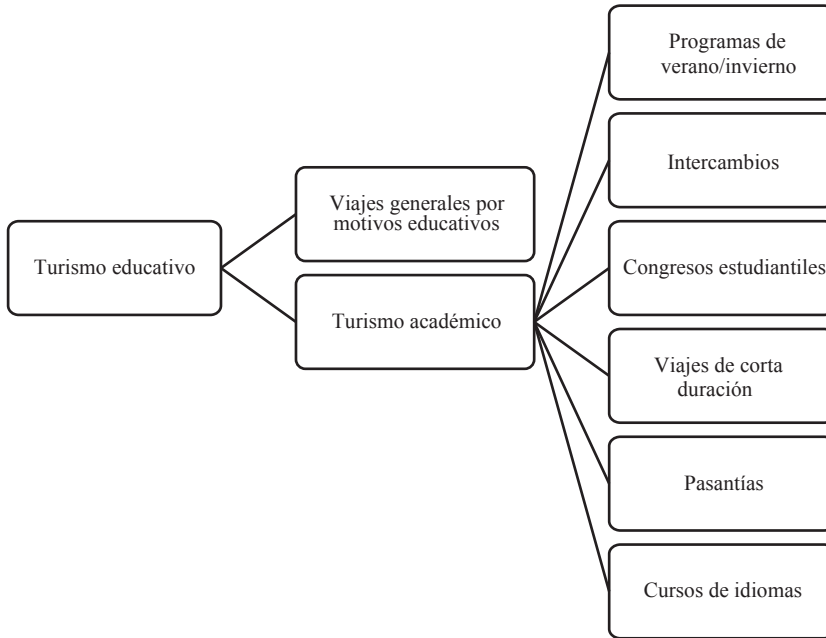 Turismo educativo
Viajes generales por
motivos educativos
Turismo académico
Programas de
verano/invierno
Intercambios
Congresos estudiantiles
Viajes de corta
duración
Pasantías
Cursos de idiomas